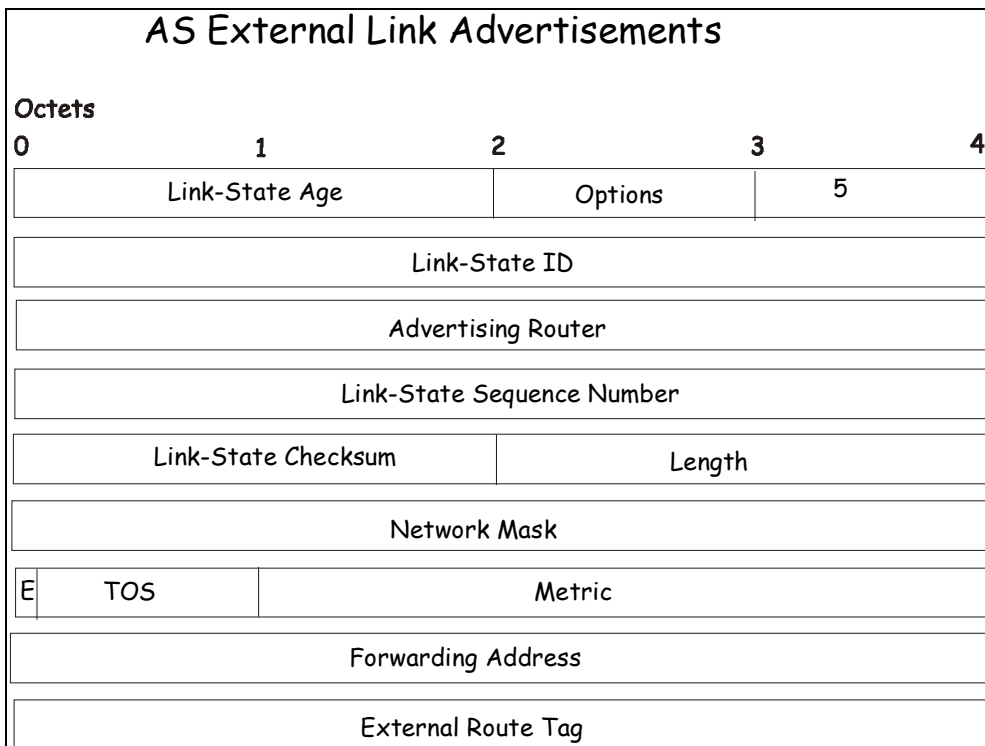 AS External Link Advertisements
Octets
0 1 2 3 4
Link-State Age Options 5
Link-State ID
Advertising Router
Link-State Sequence Number
Link-State Checksum Length
Network Mask
E TOS Metric
Forwarding Address
External Route Tag